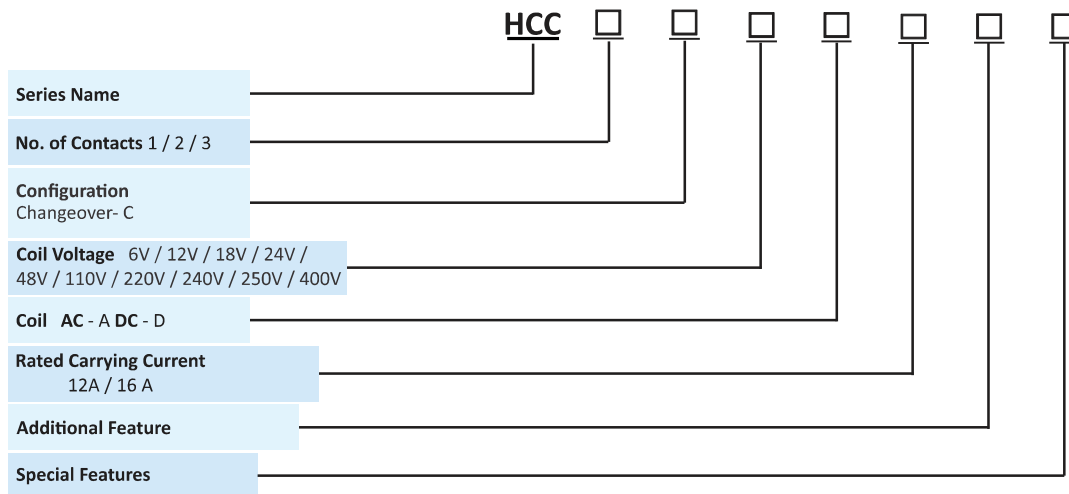 HCC
Series Name
No. of Contacts 1 / 2 / 3
Configuration
Changeover- C
Coil Voltage 6V / 12V / 18V / 24V /
48V / 110V / 220V / 240V / 250V / 400V
Coil AC - A DC - D
Rated Carrying Current
12A / 16 A
Additional Feature
Special Features